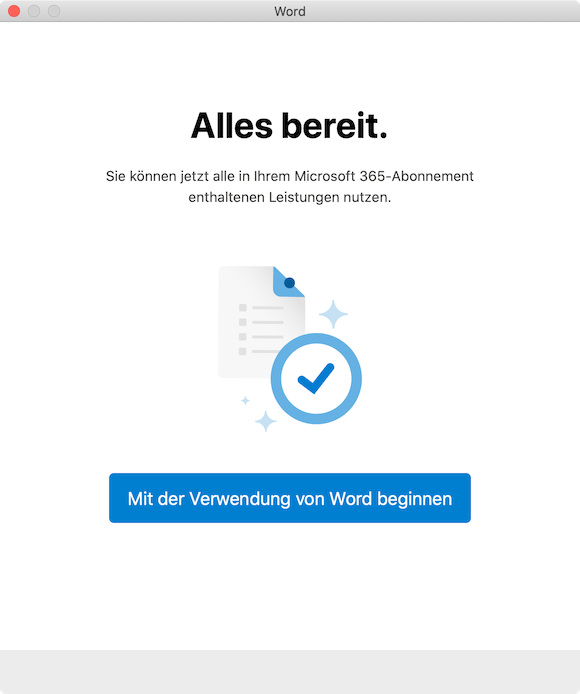 Word
Alles bereit.
Sie können jetzt alle in Ihrem Microsoft 365-Abonnement
enthaltenen Leistungen nutzen.
Mit der Verwendung von Word beginnen